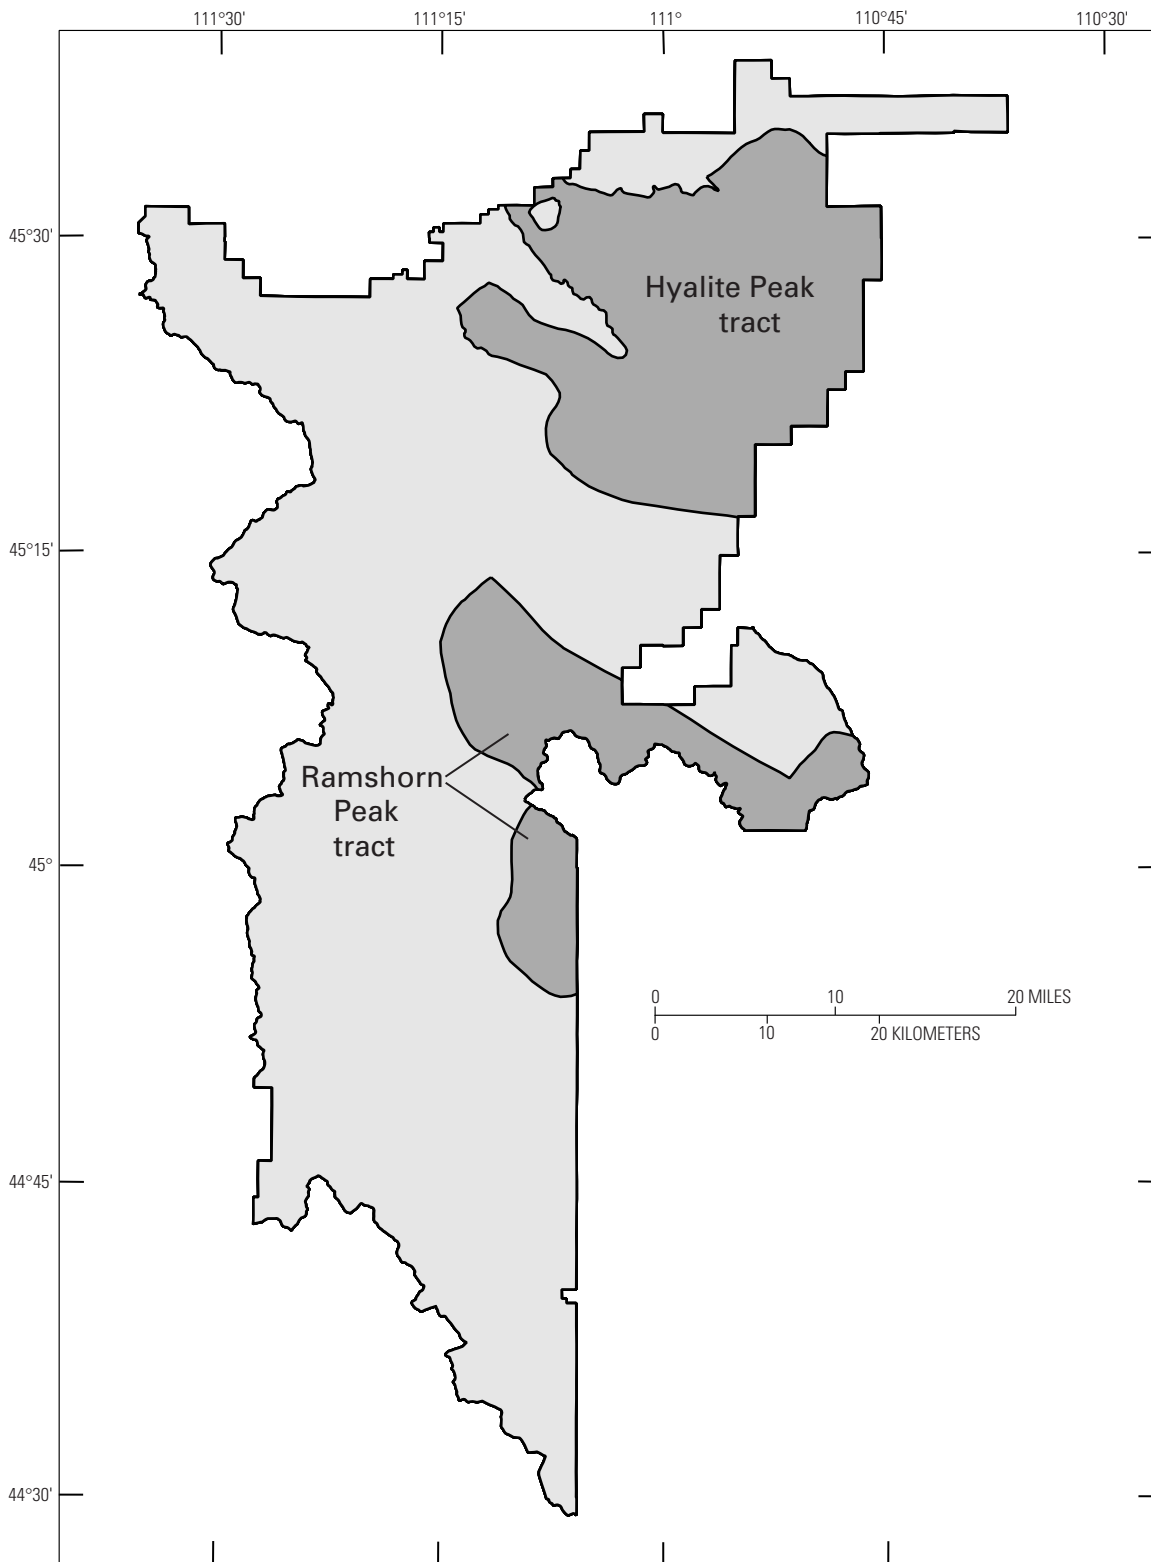 111°30' 111°15' 111° 110°45' 110°30'
45°30'
Hyalite Peak
tract
45°15'
Ramshorn
Peak
tract
45°
0 10 20 MILES
0 10 20 KILOMETERS
44°45'
44°30'